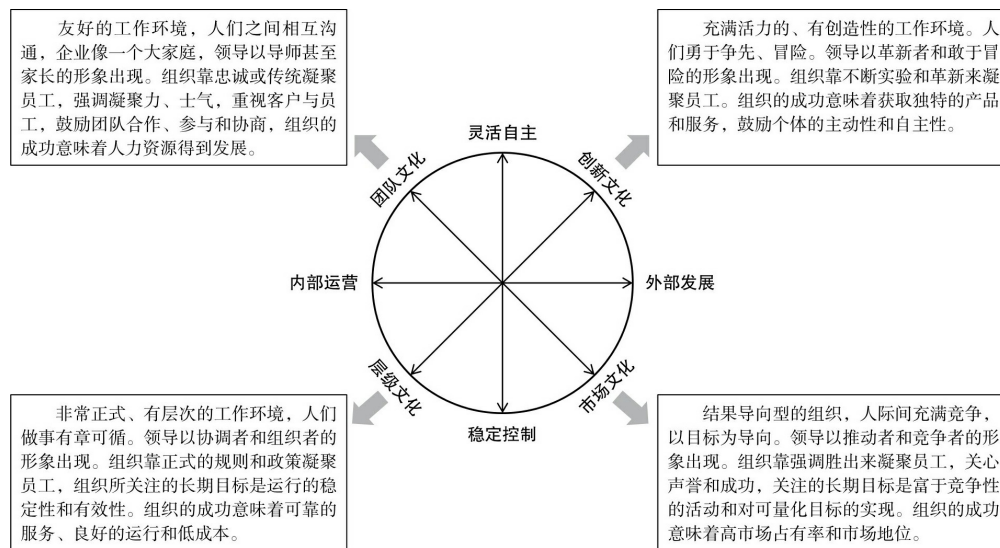 友好的工作环境，人们之间相互沟
通，企业像一个大家庭，领导以导师甚至
家长的形象出现。组织靠忠诚或传统凝聚
员工，强调凝聚力、士气，重视客户与员
工，鼓励团队合作、参与和协商，组织的
成功意味着人力资源得到发展。
充满活力的、有创造性的工作环境。人
们勇于争先、冒险。领导以革新者和敢于冒
险的形象出现。组织靠不断实验和革新来凝
聚员工。组织的成功意味着获取独特的产品
和服务，鼓励个体的主动性和自主性。
灵活自主
团队文化
创新文化
内部运营
外部发展
层级文化
市场文化
稳定控制
非常正式、有层次的工作环境，人们
做事有章可循。领导以协调者和组织者的
形象出现。组织靠正式的规则和政策凝聚
员工，组织所关注的长期目标是运行的稳
定性和有效性。组织的成功意味着可靠的
服务、良好的运行和低成本。
结果导向型的组织，人际间充满竞争，
以目标为导向。领导以推动者和竞争者的形
象出现。组织靠强调胜出来凝聚员工，关心
声誉和成功，关注的长期目标是富于竞争性
的活动和对可量化目标的实现。组织的成功
意味着高市场占有率和市场地位。